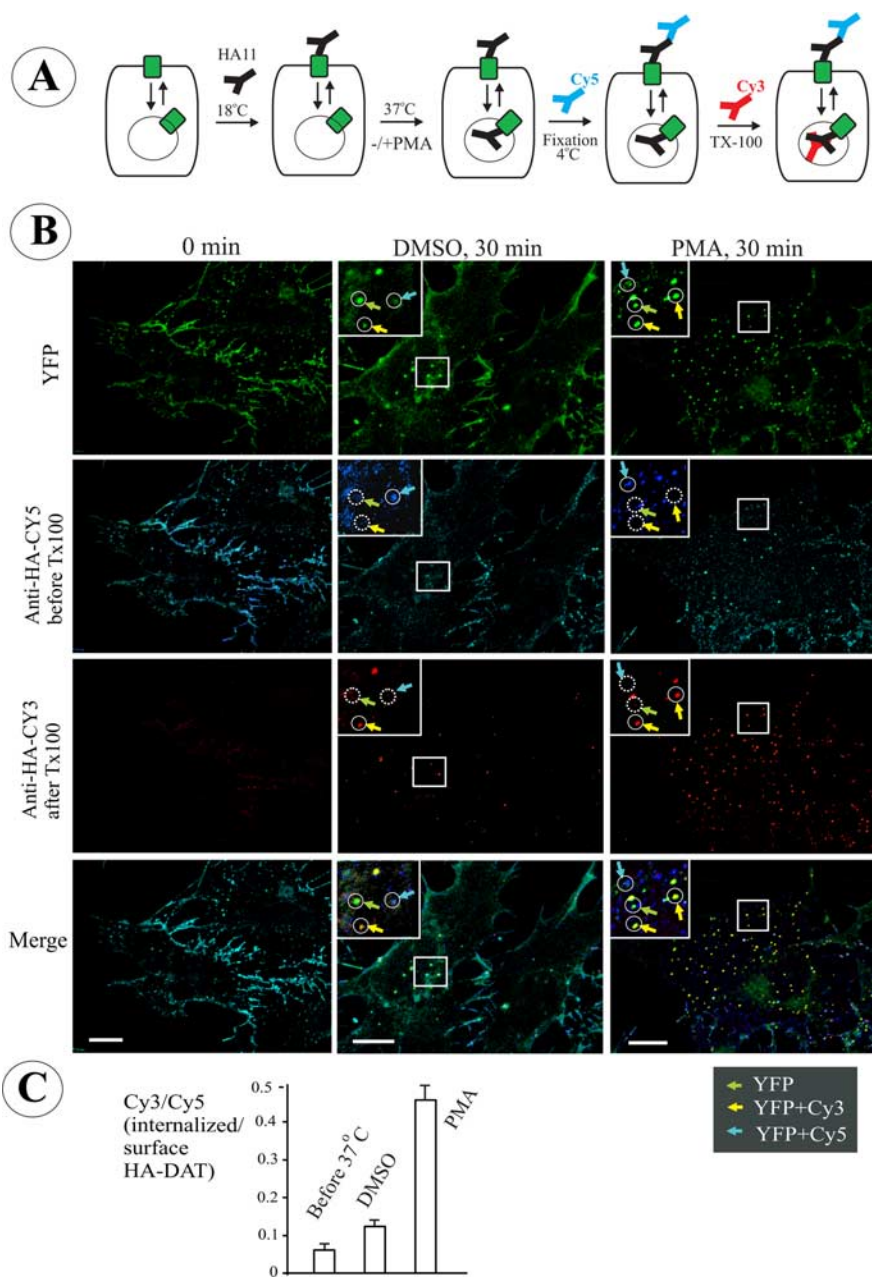 A
HA11
18°C
37°C
-/+PMA
Cy5
Fixation
4°C
Cy3
TX-100
B
0 min
DMSO, 30 min
PMA, 30 min
YFP
Anti-HA-CY5
before Tx100
Anti-HA-CY3
after Tx100
Merge
C
Cy3/Cy5
(internalized/
surface
HA-DAT)
0.5
0.4
0.3
0.2
0.1
0
Before 37°C
DMSO
PMA
YFP
YFP+Cy3
YFP+Cy5